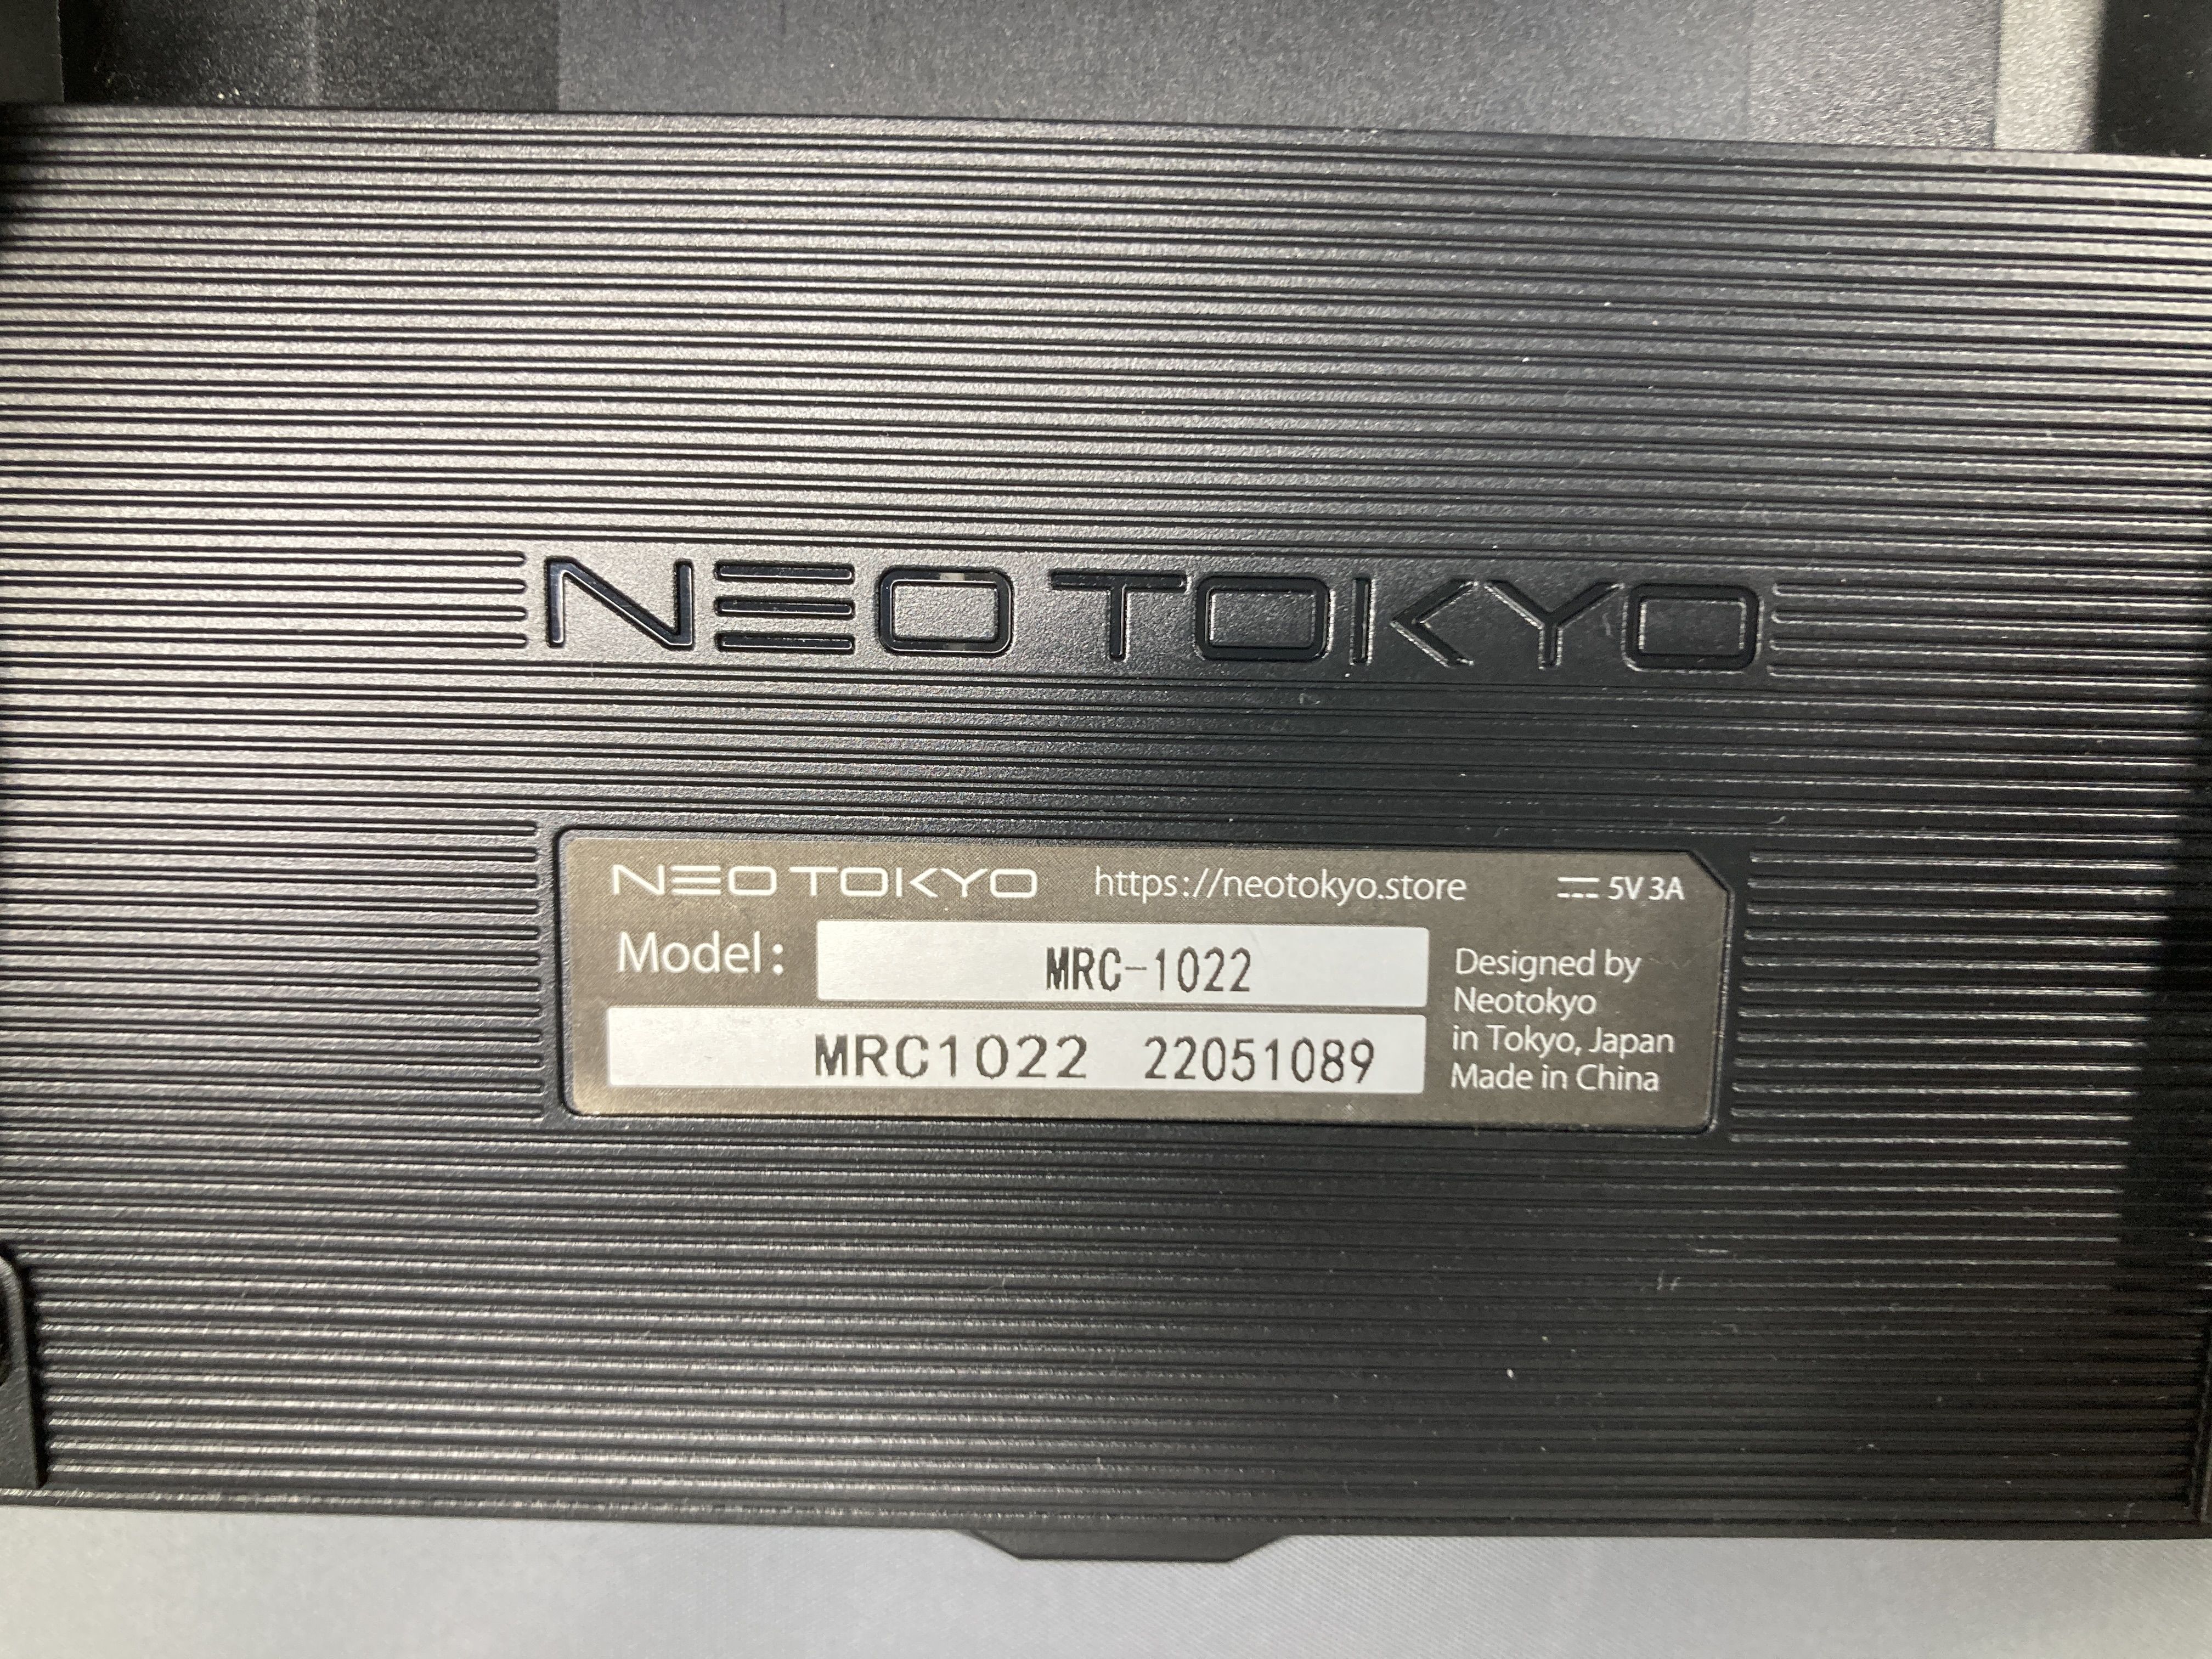 NEO TOKYO
NEO TOKYO https://neotokyo.store ⎓ 5V 3A
Model: MRC-1022
MRC1022 22051089
Designed by
Neotokyo
in Tokyo, Japan
Made in China